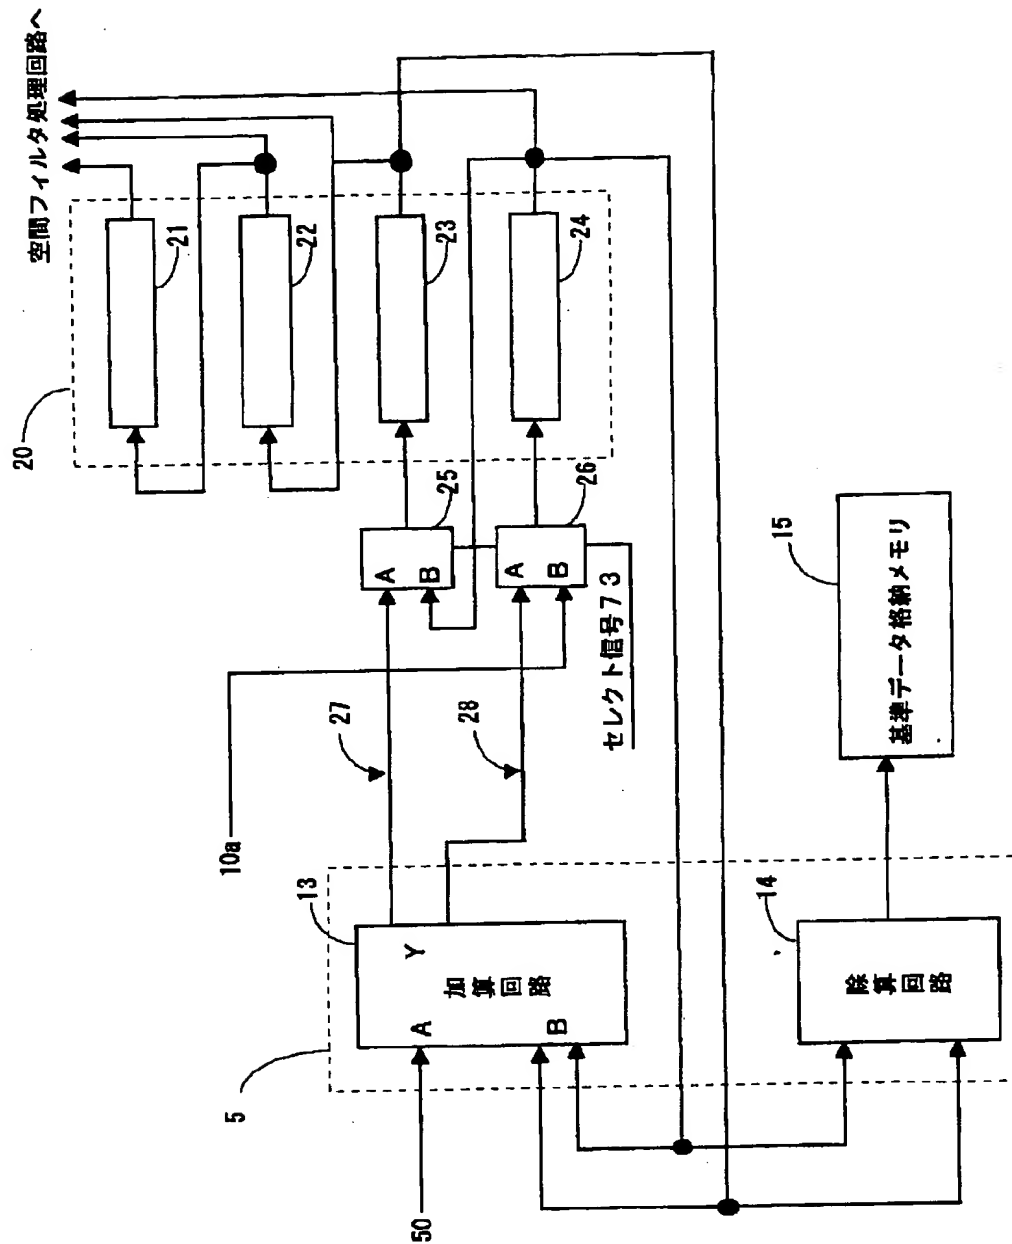 空間フィルタ処理回路へ
20
21
22
23
24
25
A
B
26
A
B
セレクト信号73
27
28
10a
5
13
加算回路
A
B
Y
50
14
除算回路
15
基準データ格納メモリ